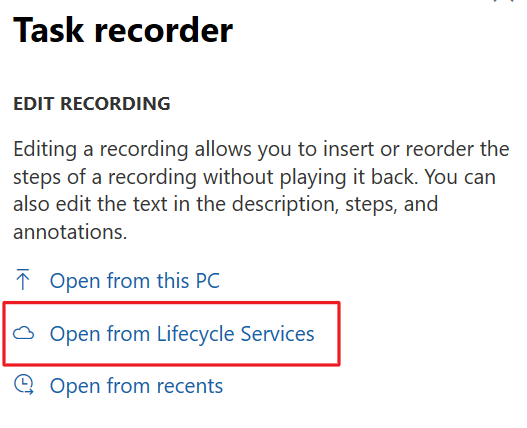 Task recorder
EDIT RECORDING
Editing a recording allows you to insert or reorder the
steps of a recording without playing it back. You can
also edit the text in the description, steps, and
annotations.
Open from this PC
Open from Lifecycle Services
Open from recents